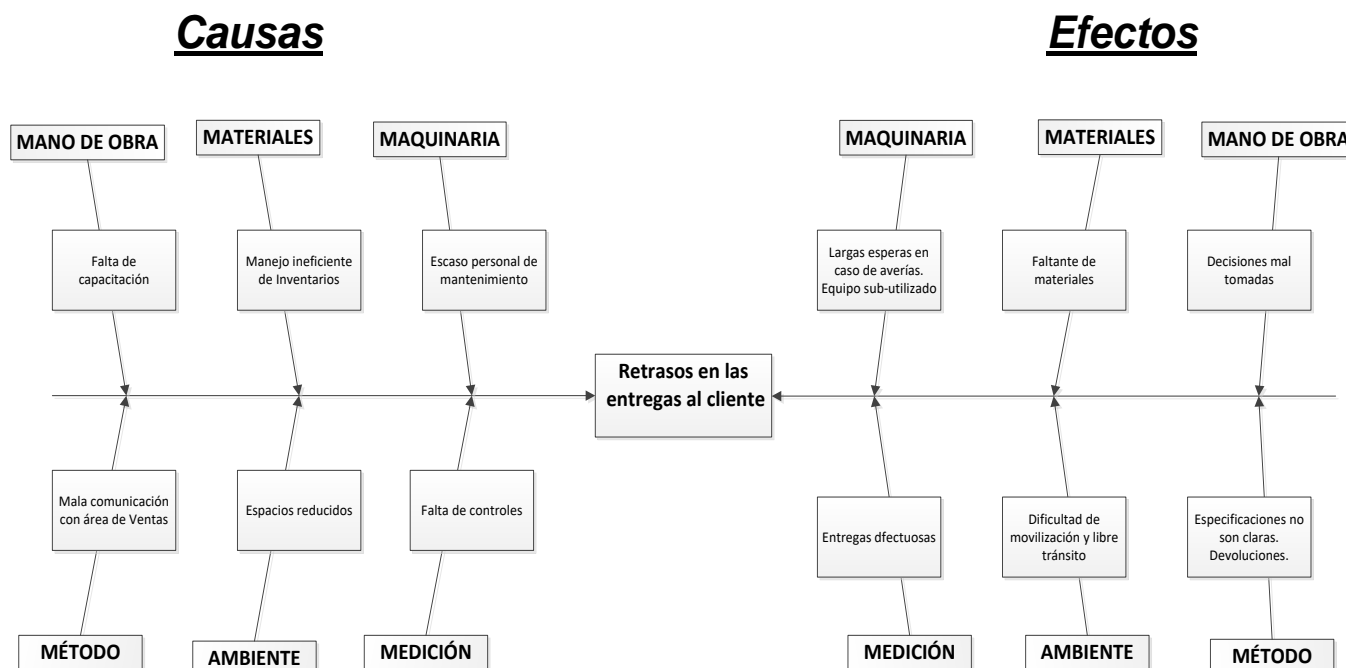 Causas
Efectos
MANO DE OBRA
MATERIALES
MAQUINARIA
MAQUINARIA
MATERIALES
MANO DE OBRA
Falta de
capacitación
Manejo ineficiente
de Inventarios
Escaso personal de
mantenimiento
Largas esperas en
caso de averías.
Equipo sub-utilizado
Faltante de
materiales
Decisiones mal
tomadas
Retrasos en las
entregas al cliente
Mala comunicación
con área de Ventas
Espacios reducidos
Falta de controles
Entregas dfectuosas
Dificultad de
movilización y libre
tránsito
Especificaciones no
son claras.
Devoluciones.
MÉTODO
AMBIENTE
MEDICIÓN
MEDICIÓN
AMBIENTE
MÉTODO